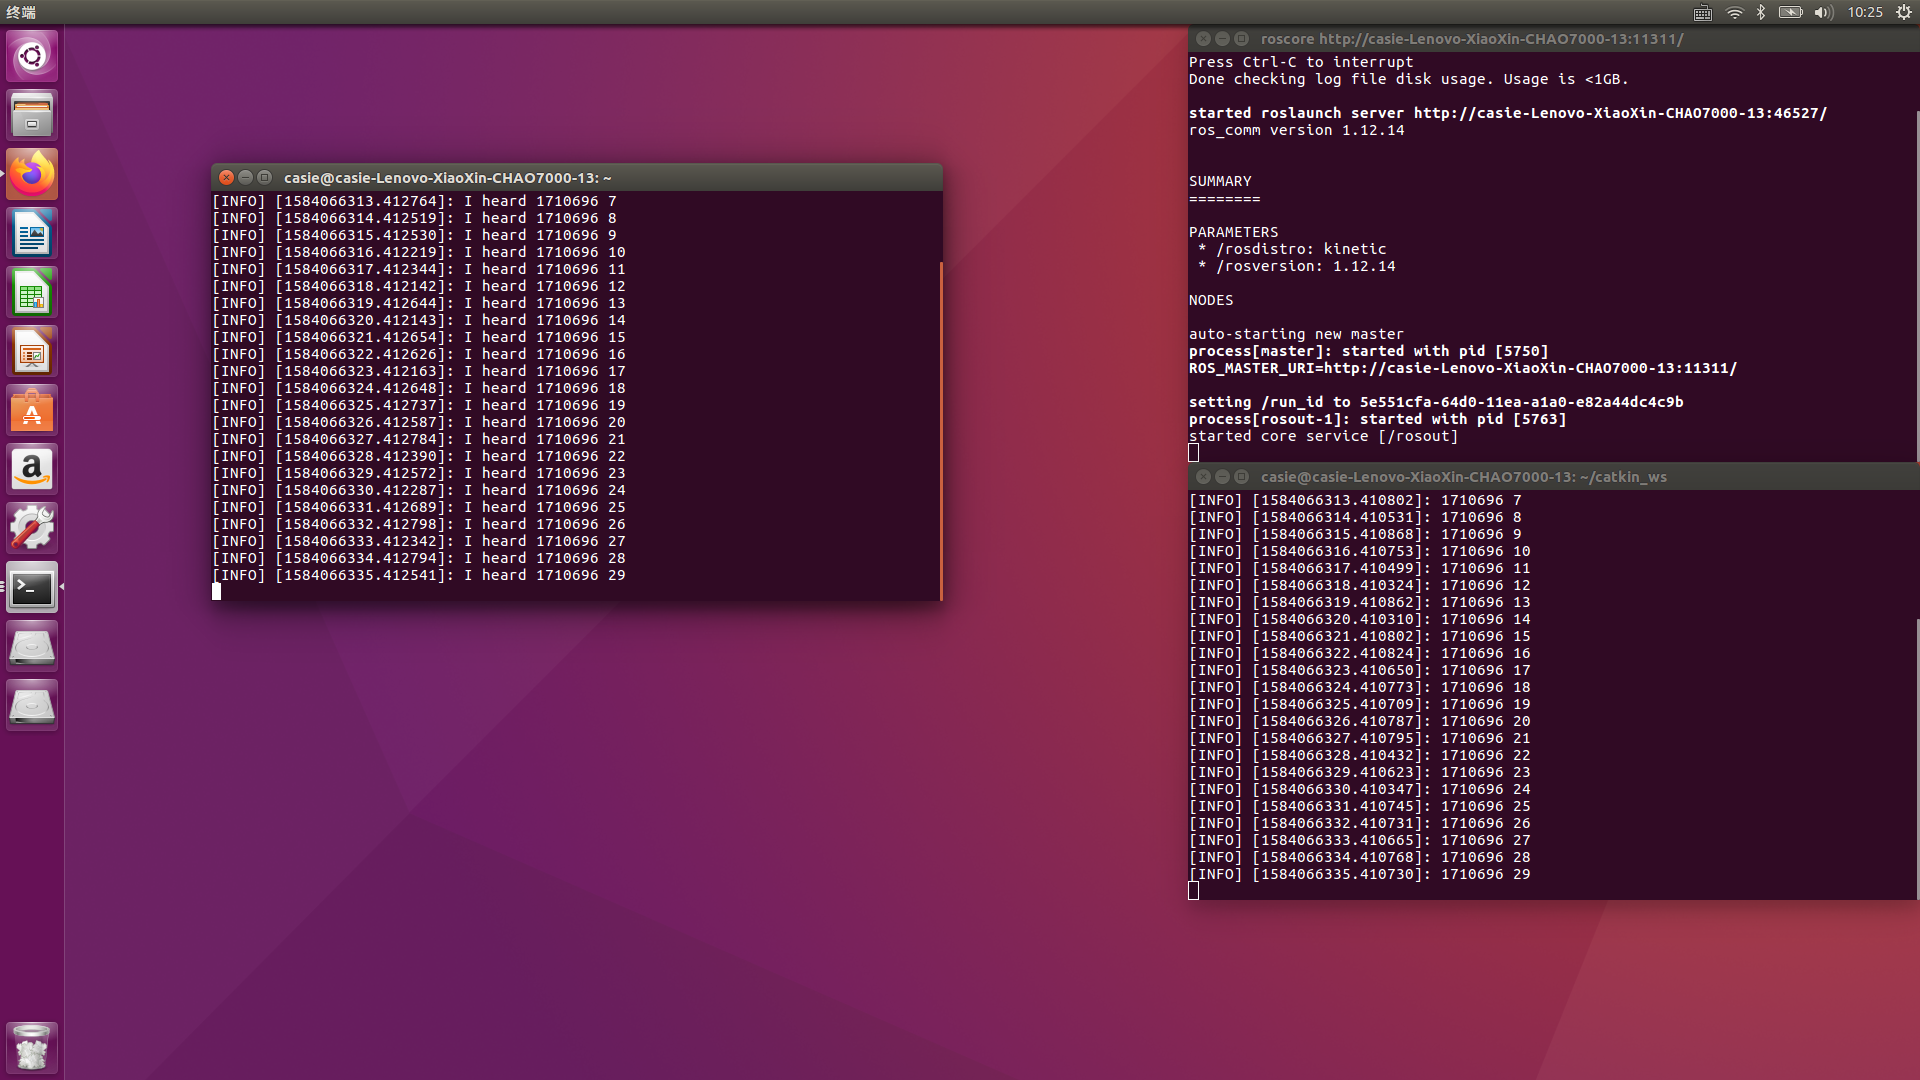 终端
10:25
casie@casie-Lenovo-XiaoXin-CHAO7000-13: ~
[INFO] [1584066313.412764]: I heard 1710696 7
[INFO] [1584066314.412519]: I heard 1710696 8
[INFO] [1584066315.412530]: I heard 1710696 9
[INFO] [1584066316.412219]: I heard 1710696 10
[INFO] [1584066317.412344]: I heard 1710696 11
[INFO] [1584066318.412142]: I heard 1710696 12
[INFO] [1584066319.412644]: I heard 1710696 13
[INFO] [1584066320.412143]: I heard 1710696 14
[INFO] [1584066321.412654]: I heard 1710696 15
[INFO] [1584066322.412626]: I heard 1710696 16
[INFO] [1584066323.412163]: I heard 1710696 17
[INFO] [1584066324.412648]: I heard 1710696 18
[INFO] [1584066325.412737]: I heard 1710696 19
[INFO] [1584066326.412587]: I heard 1710696 20
[INFO] [1584066327.412784]: I heard 1710696 21
[INFO] [1584066328.412390]: I heard 1710696 22
[INFO] [1584066329.412572]: I heard 1710696 23
[INFO] [1584066330.412287]: I heard 1710696 24
[INFO] [1584066331.412689]: I heard 1710696 25
[INFO] [1584066332.412798]: I heard 1710696 26
[INFO] [1584066333.412342]: I heard 1710696 27
[INFO] [1584066334.412794]: I heard 1710696 28
[INFO] [1584066335.412541]: I heard 1710696 29
roscore http://casie-Lenovo-XiaoXin-CHAO7000-13:11311/
Press Ctrl-C to interrupt
Done checking log file disk usage. Usage is <1GB.
started roslaunch server http://casie-Lenovo-XiaoXin-CHAO7000-13:46527/
ros_comm version 1.12.14
SUMMARY
========
PARAMETERS
* /rosdistro: kinetic
* /rosversion: 1.12.14
NODES
auto-starting new master
process[master]: started with pid [5750]
ROS_MASTER_URI=http://casie-Lenovo-XiaoXin-CHAO7000-13:11311/
setting /run_id to 5e551cfa-64d0-11ea-a1a0-e82a44dc4c9b
process[rosout-1]: started with pid [5763]
started core service [/rosout]
casie@casie-Lenovo-XiaoXin-CHAO7000-13: ~/catkin_ws
[INFO] [1584066313.410802]: 1710696 7
[INFO] [1584066314.410531]: 1710696 8
[INFO] [1584066315.410868]: 1710696 9
[INFO] [1584066316.410753]: 1710696 10
[INFO] [1584066317.410499]: 1710696 11
[INFO] [1584066318.410324]: 1710696 12
[INFO] [1584066319.410862]: 1710696 13
[INFO] [1584066320.410310]: 1710696 14
[INFO] [1584066321.410802]: 1710696 15
[INFO] [1584066322.410824]: 1710696 16
[INFO] [1584066323.410650]: 1710696 17
[INFO] [1584066324.410773]: 1710696 18
[INFO] [1584066325.410709]: 1710696 19
[INFO] [1584066326.410787]: 1710696 20
[INFO] [1584066327.410795]: 1710696 21
[INFO] [1584066328.410432]: 1710696 22
[INFO] [1584066329.410623]: 1710696 23
[INFO] [1584066330.410347]: 1710696 24
[INFO] [1584066331.410745]: 1710696 25
[INFO] [1584066332.410731]: 1710696 26
[INFO] [1584066333.410665]: 1710696 27
[INFO] [1584066334.410768]: 1710696 28
[INFO] [1584066335.410730]: 1710696 29